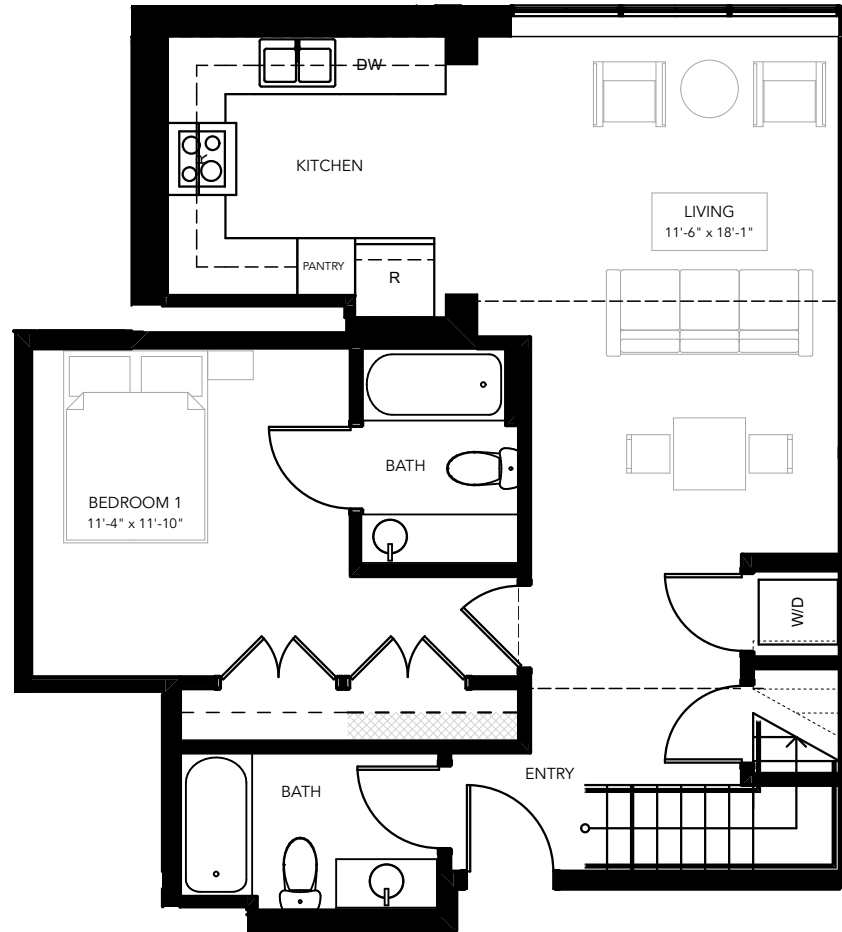 DW
KITCHEN
LIVING
11'-6" x 18'-1"
PANTRY
R
BATH
BEDROOM 1
11'-4" x 11'-10"
W/D
ENTRY
BATH